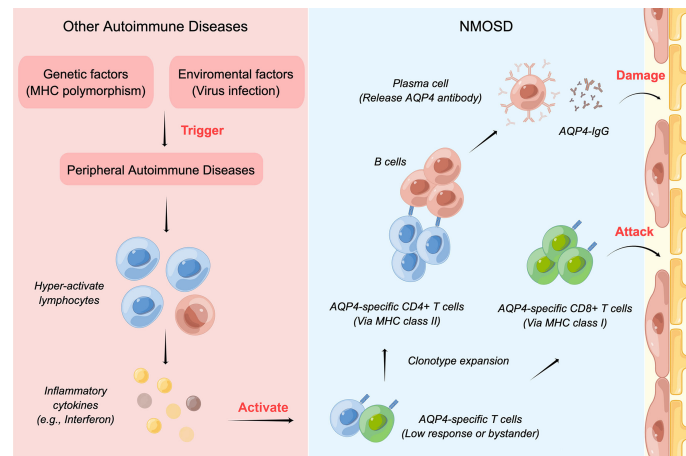 Other Autoimmune Diseases
Genetic factors
(MHC polymorphism)
Enviromental factors
(Virus infection)
Trigger
Peripheral Autoimmune Diseases
Hyper-activate
lymphocytes
Inflammatory
cytokines
(e.g., Interferon)
Activate
NMOSD
Plasma cell
(Release AQP4 antibody)
AQP4-IgG
Damage
B cells
Attack
AQP4-specific CD4+ T cells
(Via MHC class II)
AQP4-specific CD8+ T cells
(Via MHC class I)
Clonotype expansion
AQP4-specific T cells
(Low response or bystander)